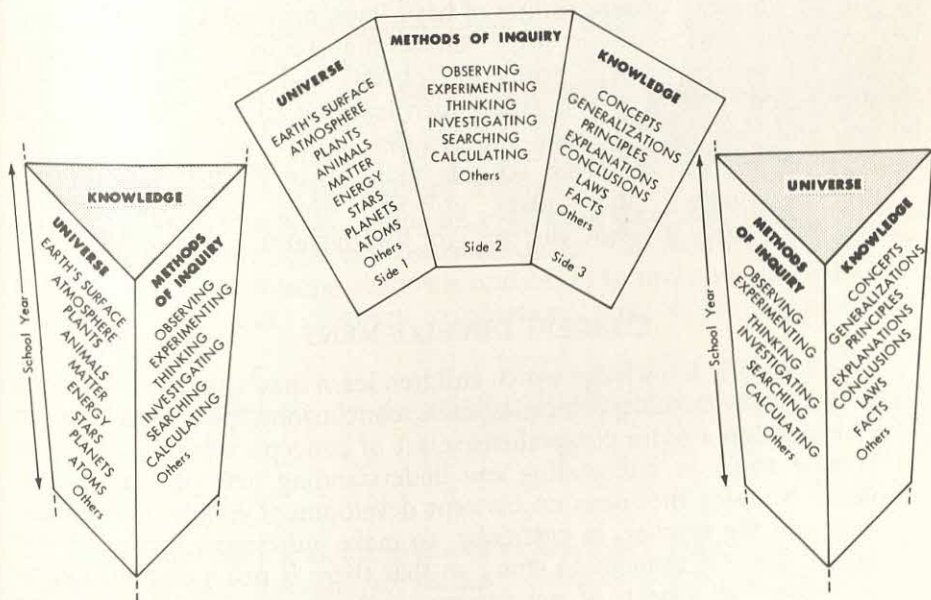 KNOWLEDGE
UNIVERSE
EARTH'S SURFACE
ATMOSPHERE
PLANTS
ANIMALS
MATTER
ENERGY
STARS
PLANETS
ATOMS
Others
METHODS
OF INQUIRY
OBSERVING
EXPERIMENTING
THINKING
INVESTIGATING
SEARCHING
CALCULATING
Others
School Year
UNIVERSE
EARTH'S SURFACE
ATMOSPHERE
PLANTS
ANIMALS
MATTER
ENERGY
STARS
PLANETS
ATOMS
Others
Side 1
METHODS OF INQUIRY
OBSERVING
EXPERIMENTING
THINKING
INVESTIGATING
SEARCHING
CALCULATING
Others
Side 2
KNOWLEDGE
CONCEPTS
GENERALIZATIONS
PRINCIPLES
EXPLANATIONS
CONCLUSIONS
LAWS
FACTS
Others
Side 3
UNIVERSE
METHODS
OF INQUIRY
OBSERVING
EXPERIMENTING
THINKING
INVESTIGATING
SEARCHING
CALCULATING
Others
KNOWLEDGE
CONCEPTS
GENERALIZATIONS
PRINCIPLES
EXPLANATIONS
CONCLUSIONS
LAWS
FACTS
Others
School Year